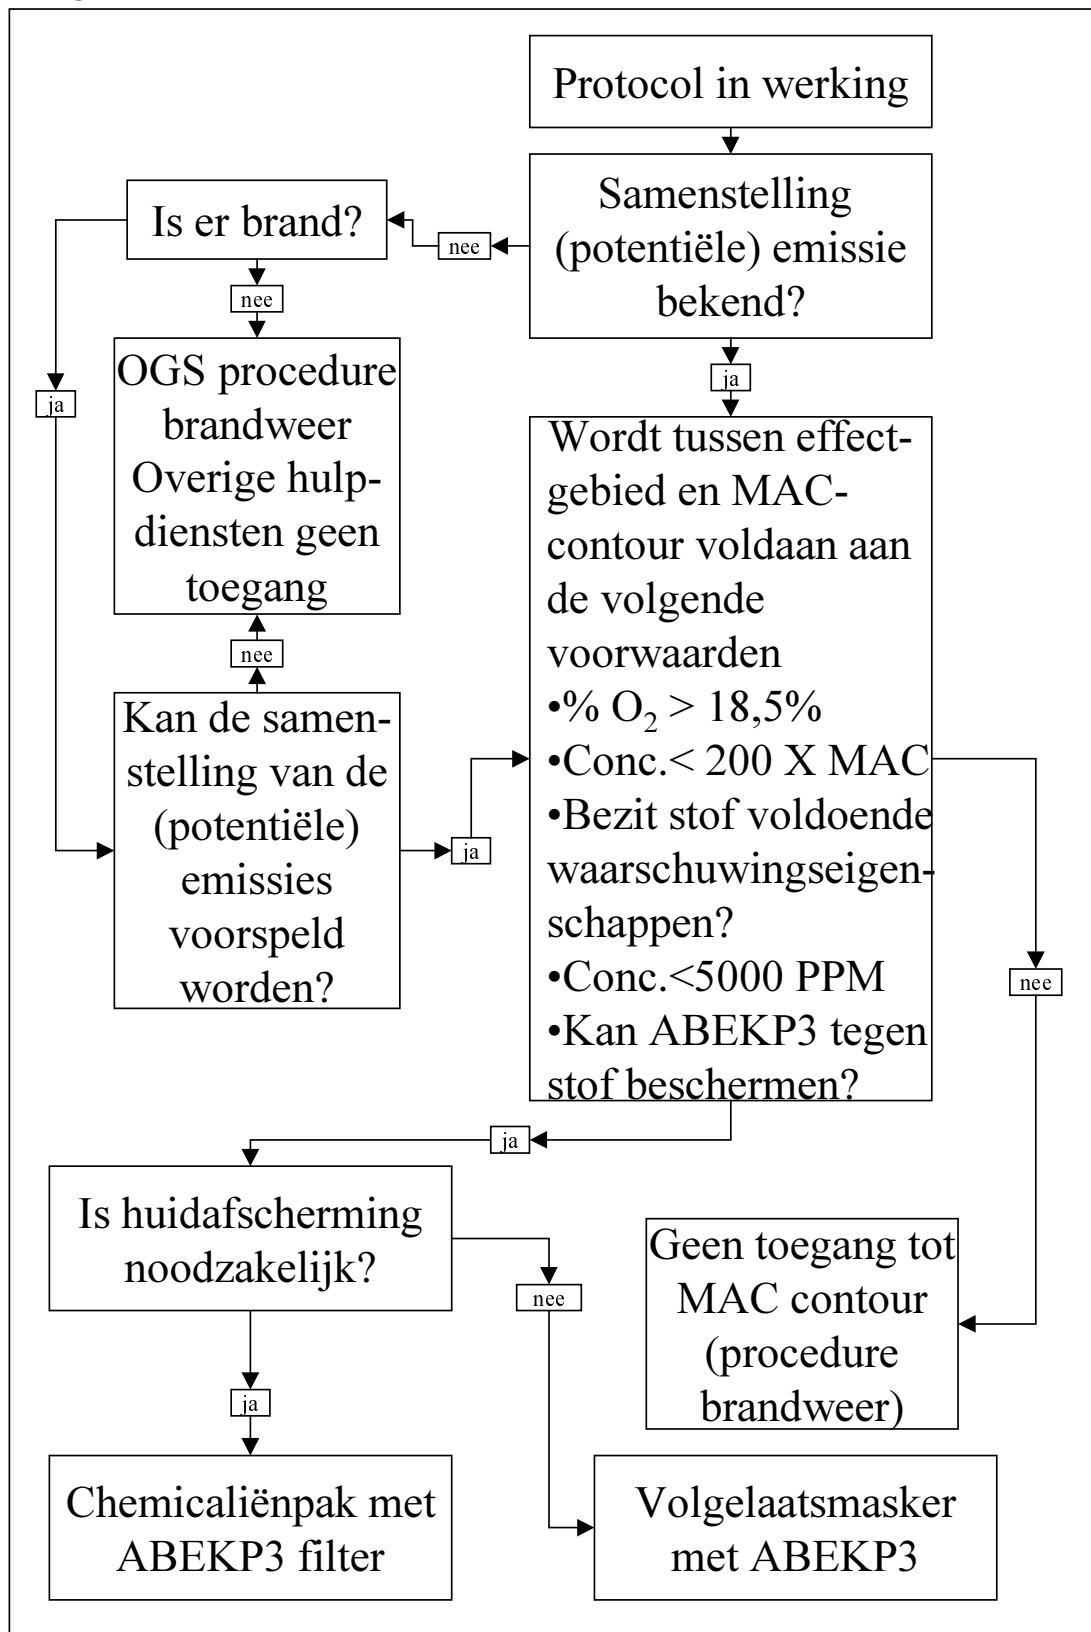 Protocol in werking
Samenstelling
(potentiële) emissie
bekend?
nee
Is er brand?
nee
ja
OGS procedure
brandweer
Overige hulp-
diensten geen
toegang
nee
Kan de samen-
stelling van de
(potentiële)
emissies
voorspeld
worden?
ja
ja
Wordt tussen effect-
gebied en MAC-
contour voldaan aan
de volgende
voorwaarden
•% O₂ > 18,5%
•Conc.< 200 X MAC
•Bezit stof voldoende
waarschuwingseigen-
schappen?
•Conc.<5000 PPM
•Kan ABEKP3 tegen
stof beschermen?
nee
ja
Is huidafscherming
noodzakelijk?
nee
Geen toegang tot
MAC contour
(procedure
brandweer)
ja
Chemicaliënpak met
ABEKP3 filter
Volgelaatsmasker
met ABEKP3